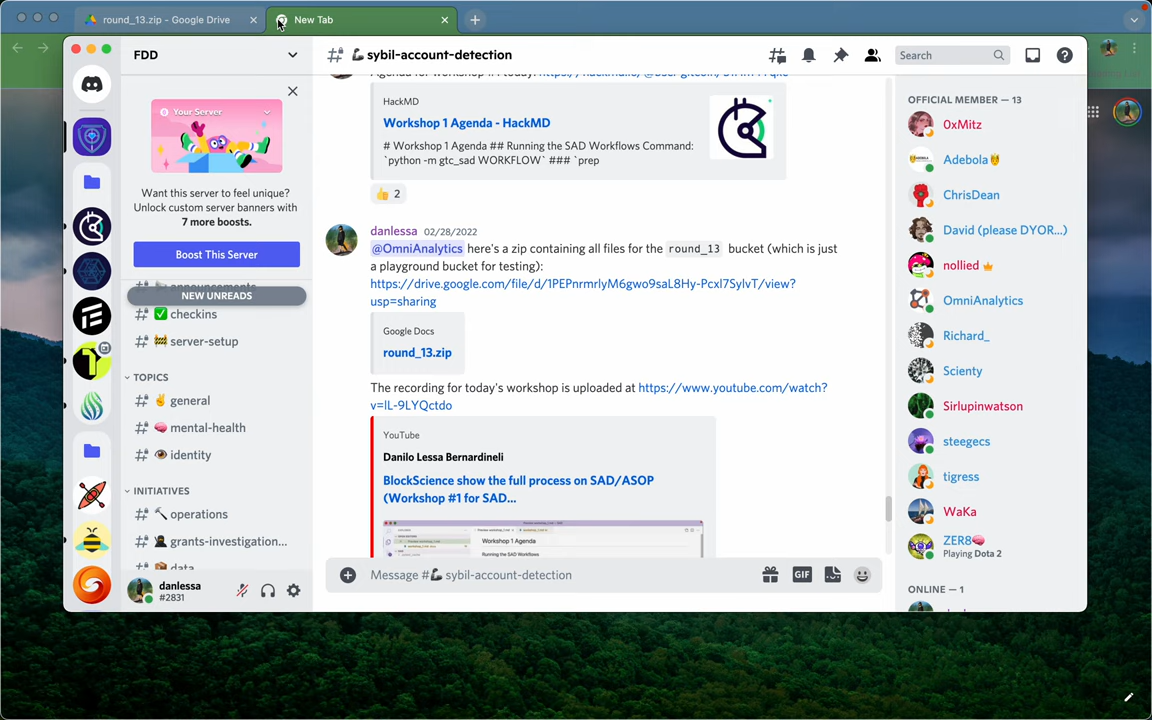 round_13.zip - Google Drive
New Tab
FDD
💪 sybil-account-detection
Search
Your Server
Want this server to feel unique?
Unlock custom server banners with
7 more boosts.
Boost This Server
announcements
NEW UNREADS
✅ checkins
🚧 server-setup
TOPICS
✌ general
🧠 mental-health
👁 identity
INITIATIVES
🔨 operations
grants-investigation...
data
danlessa
#2831
HackMD
Workshop 1 Agenda - HackMD
# Workshop 1 Agenda ## Running the SAD Workflows Command:
`python -m gtc_sad WORKFLOW` ### `prep
👍 2
danlessa 02/28/2022
@OmniAnalytics here's a zip containing all files for the round_13 bucket (which is just
a playground bucket for testing):
https://drive.google.com/file/d/1PEPnrmrlyM6gwo9saL8Hy-Pcxl7SylvT/view?
usp=sharing
Google Docs
round_13.zip
The recording for today's workshop is uploaded at https://www.youtube.com/watch?
v=lL-9LYQctdo
YouTube
Danilo Lessa Bernardineli
BlockScience show the full process on SAD/ASOP
(Workshop #1 for SAD...
Workshop 1 Agenda
Running the SAD Workflows
Message #💪 sybil-account-detection
GIF
OFFICIAL MEMBER — 13
0xMitz
Adebola
ChrisDean
David (please DYOR...)
nollied
OmniAnalytics
Richard_
Scienty
Sirlupinwatson
steegecs
tigress
WaKa
ZER8🧠
Playing Dota 2
ONLINE — 1